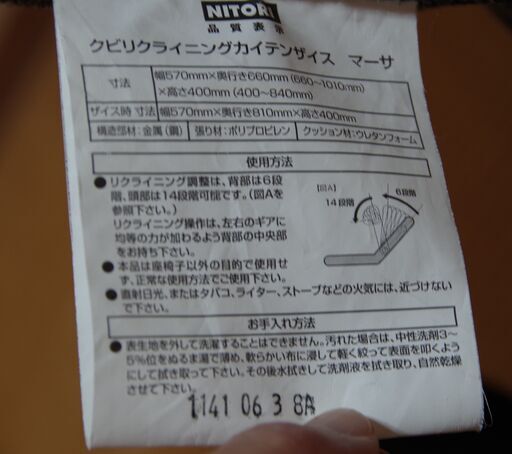 NITORI
品質表示
クビリクライニングカイテンザイス マーサ
寸法
幅570mm×奥行き660mm(660~1010mm)
×高さ400mm(400~840mm)
ザイス時 寸法 幅570mm×奥行き810mm×高さ400mm
構造部材:金属(鋼) 張り材:ポリプロピレン クッション材:ウレタンフォーム
使用方法
●リクライニング調整は、背部は6段
階、頭部は14段階可能です。(図Aを
参照下さい。)
リクライニング操作は、左右のギアに
均等の力が加わるよう背部の中央部
をお持ち下さい。
[図A]
14段階
6段階
●本品は座椅子以外の目的で使用せ
ず、正常な使用方法でご使用下さい。
●直射日光、またはタバコ、ライター、ストーブなどの火気には、近づけない
で下さい。
お手入れ方法
●表生地を外して洗濯することはできません。汚れた場合は、中性洗剤3~
5%位をぬるま湯で薄め、軟らかい布に浸して軽く絞って表面を叩くよう
にして拭き取って下さい。その後水拭きして洗剤液を拭き取り、自然乾燥
させて下さい。
1141 06 3 8A